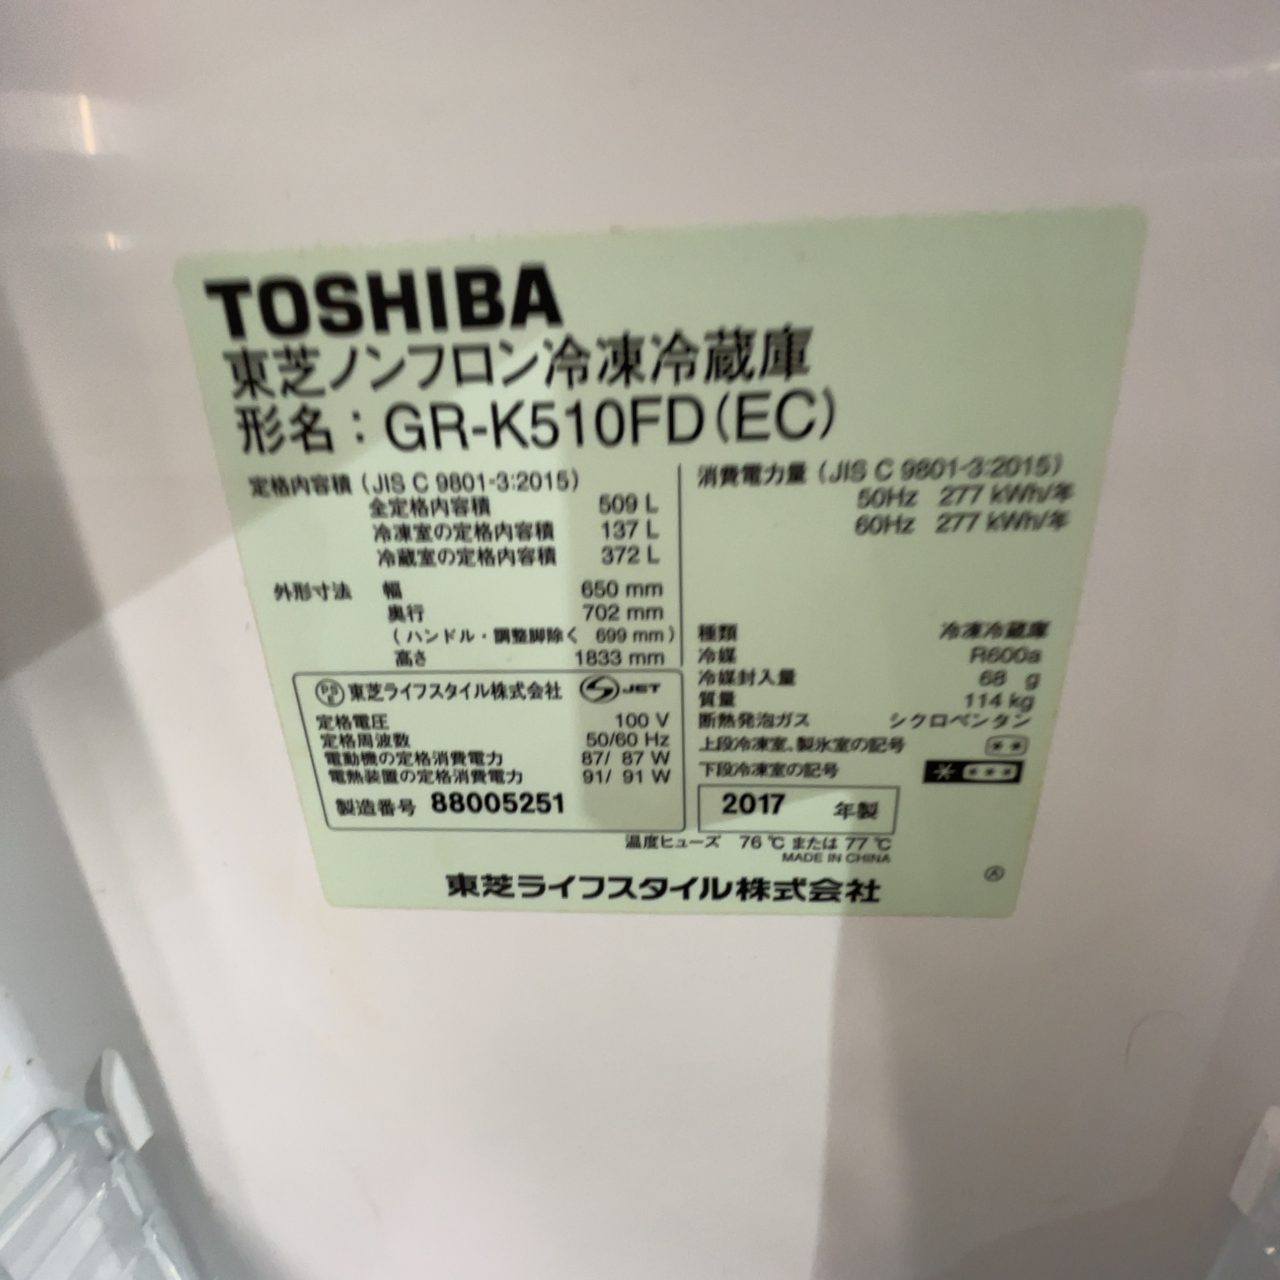 TOSHIBA
東芝ノンフロン冷凍冷蔵庫
形名：GR-K510FD(EC)
定格内容積 (JIS C 9801-3:2015)
全定格内容積 509 L
冷凍室の定格内容積 137 L
冷蔵室の定格内容積 372 L
外形寸法 幅 650 mm
奥行 702 mm
(ハンドル・調整脚除く 699 mm)
高さ 1833 mm
PSE 東芝ライフスタイル株式会社 JET
定格電圧 100 V
定格周波数 50/60 Hz
電動機の定格消費電力 87/ 87 W
電熱装置の定格消費電力 91/ 91 W
製造番号 88005251
消費電力量 (JIS C 9801-3:2015)
50Hz 277 kWh/年
60Hz 277 kWh/年
種類 冷凍冷蔵庫
冷媒 R600a
冷媒封入量 68 g
質量 114 kg
断熱発泡ガス シクロペンタン
上段冷凍室、製氷室の記号 **
下段冷凍室の記号 * ***
2017 年製
温度ヒューズ 76 ℃ または 77 ℃
MADE IN CHINA
東芝ライフスタイル株式会社
Ⓐ